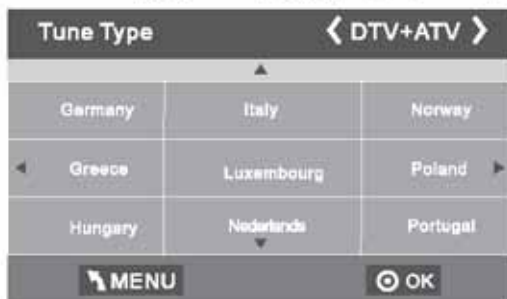 Tune Type DTV+ATV
Germany Italy Norway
Greece Luxembourg Poland
Hungary Nederlands Portugal
MENU OK